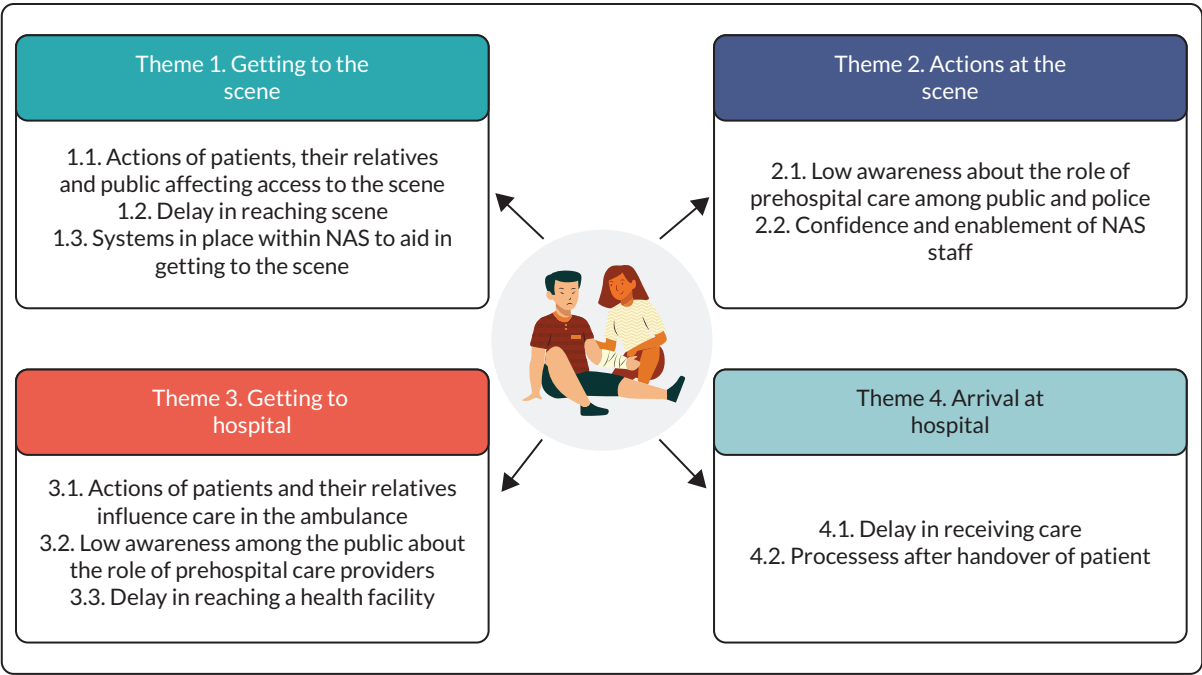 Theme 1. Getting to the
scene
1.1. Actions of patients, their relatives
and public affecting access to the scene
1.2. Delay in reaching scene
1.3. Systems in place within NAS to aid in
getting to the scene
Theme 2. Actions at the
scene
2.1. Low awareness about the role of
prehospital care among public and police
2.2. Confidence and enablement of NAS
staff
Theme 3. Getting to
hospital
3.1. Actions of patients and their relatives
influence care in the ambulance
3.2. Low awareness among the public about
the role of prehospital care providers
3.3. Delay in reaching a health facility
Theme 4. Arrival at
hospital
4.1. Delay in receiving care
4.2. Processess after handover of patient